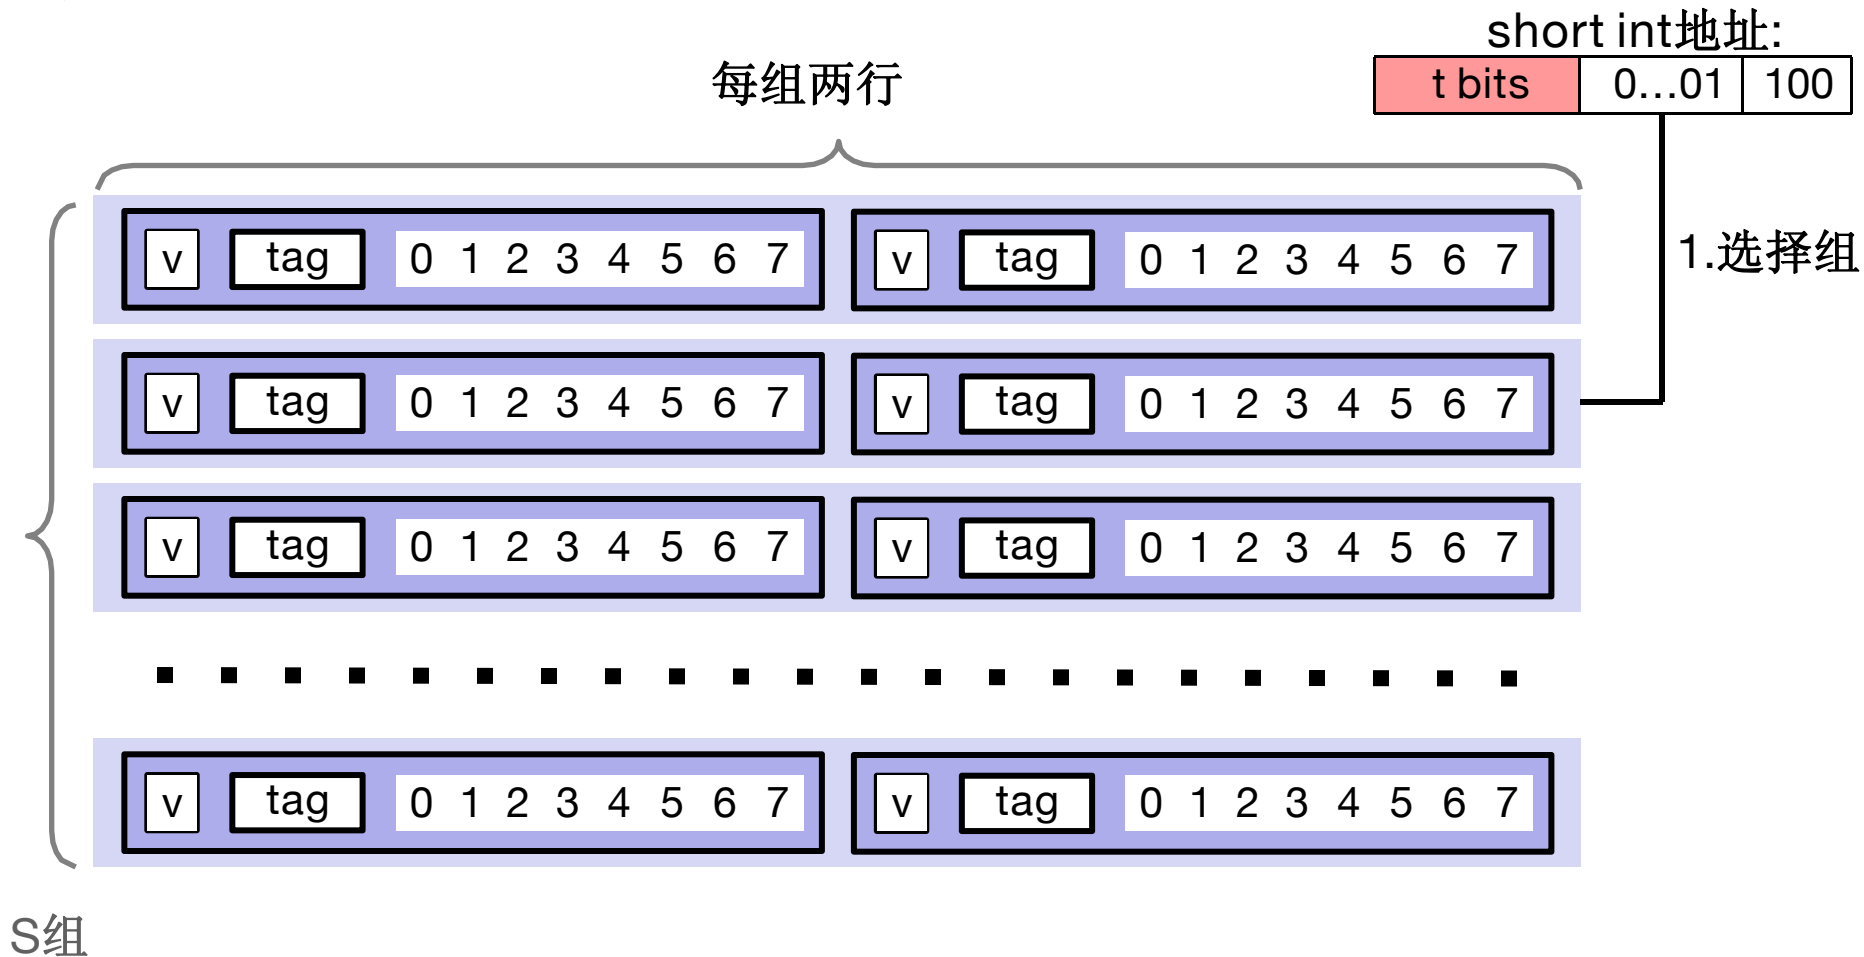 short int地址:
t bits 0...01 100
每组两行
1.选择组
v tag 0 1 2 3 4 5 6 7 v tag 0 1 2 3 4 5 6 7
v tag 0 1 2 3 4 5 6 7 v tag 0 1 2 3 4 5 6 7
v tag 0 1 2 3 4 5 6 7 v tag 0 1 2 3 4 5 6 7
v tag 0 1 2 3 4 5 6 7 v tag 0 1 2 3 4 5 6 7
S组